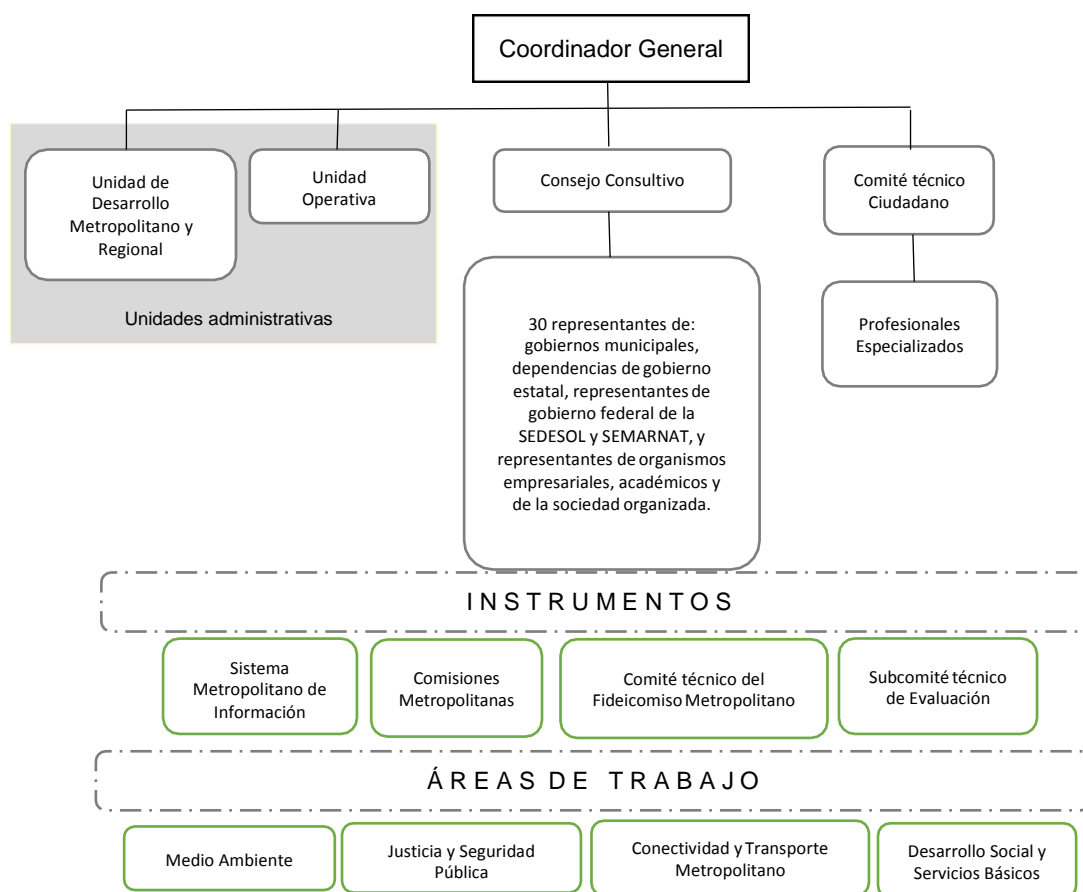 Coordinador General
Unidad de
Desarrollo
Metropolitano y
Regional
Unidad
Operativa
Consejo Consultivo
Comité técnico
Ciudadano
Unidades administrativas
30 representantes de:
gobiernos municipales,
dependencias de gobierno
estatal, representantes de
gobierno federal de la
SEDESOL y SEMARNAT, y
representantes de organismos
empresariales, académicos y
de la sociedad organizada.
Profesionales
Especializados
INSTRUMENTOS
Sistema
Metropolitano de
Información
Comisiones
Metropolitanas
Comité técnico del
Fideicomiso Metropolitano
Subcomité técnico
de Evaluación
ÁREAS DE TRABAJO
Medio Ambiente
Justicia y Seguridad
Pública
Conectividad y Transporte
Metropolitano
Desarrollo Social y
Servicios Básicos